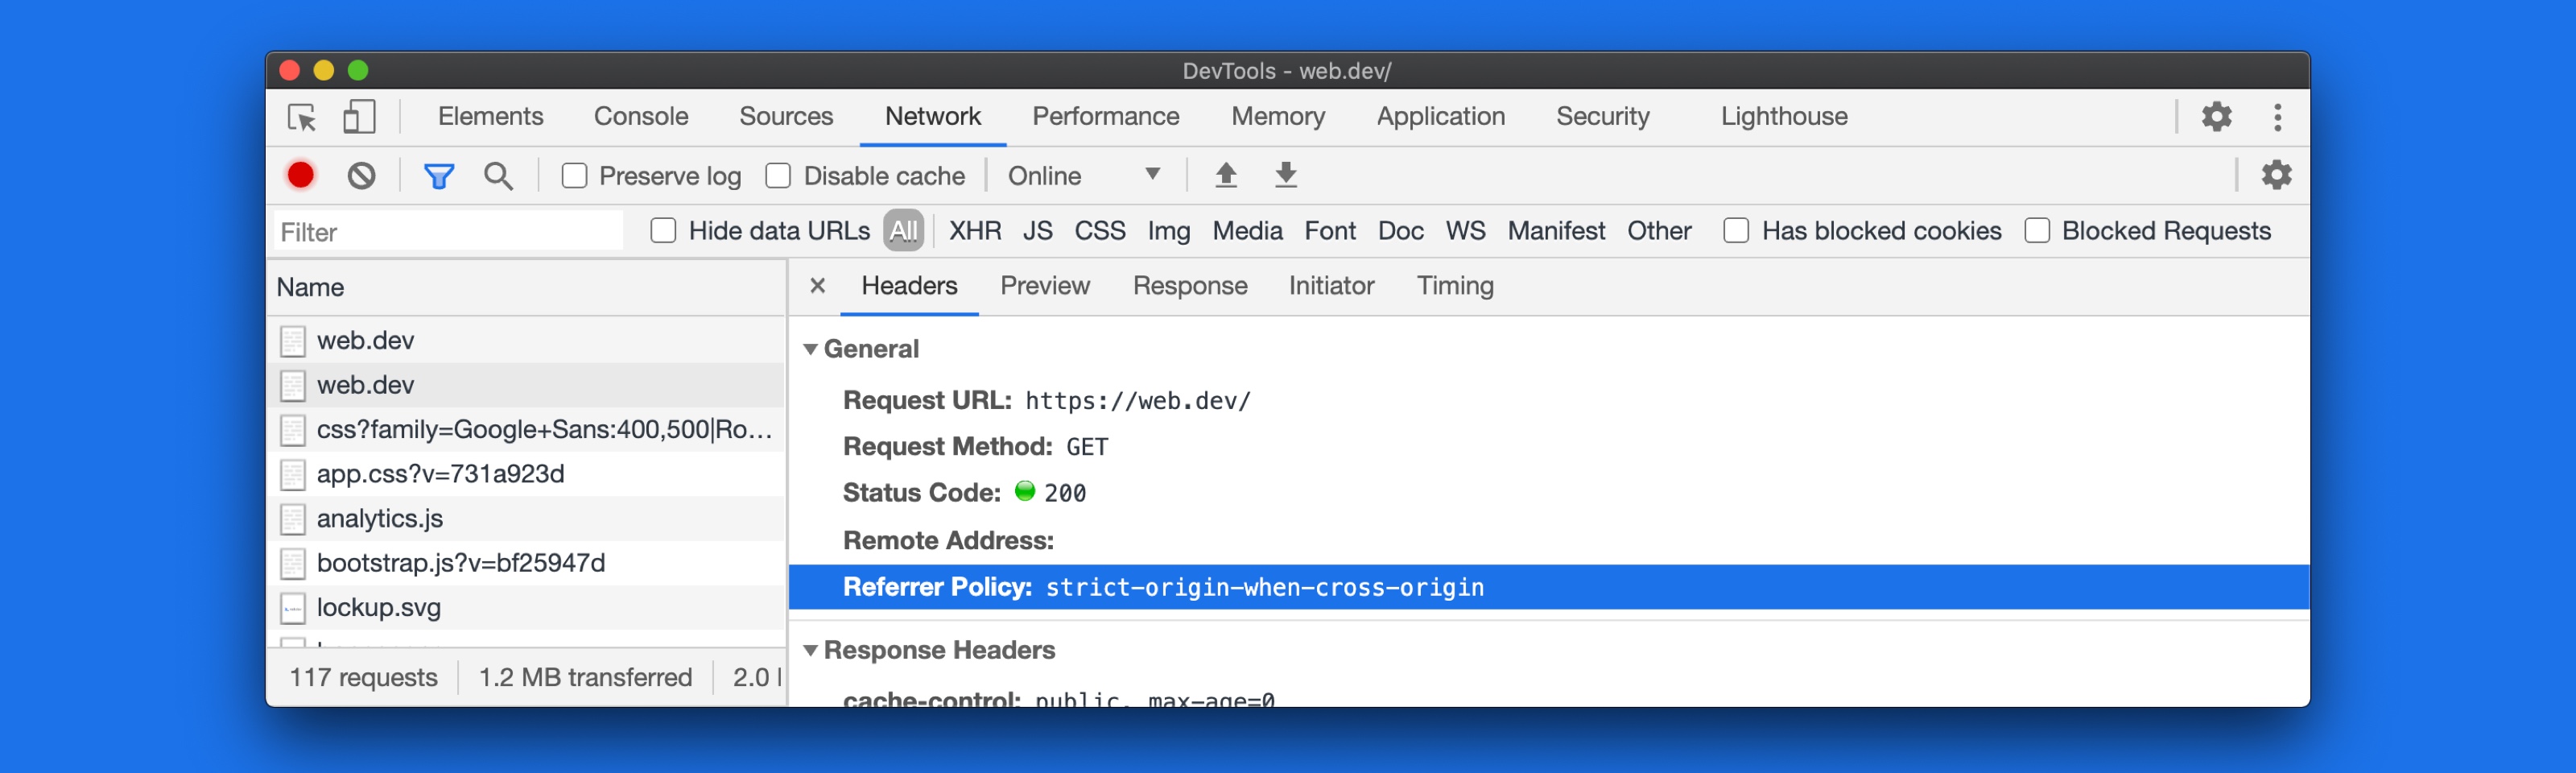 DevTools - web.dev/
Elements Console Sources Network Performance Memory Application Security Lighthouse
Preserve log Disable cache Online
Filter Hide data URLs All XHR JS CSS Img Media Font Doc WS Manifest Other Has blocked cookies Blocked Requests
Name
web.dev
web.dev
css?family=Google+Sans:400,500|Ro…
app.css?v=731a923d
analytics.js
bootstrap.js?v=bf25947d
lockup.svg
117 requests 1.2 MB transferred 2.0
Headers Preview Response Initiator Timing
General
Request URL: https://web.dev/
Request Method: GET
Status Code: 200
Remote Address:
Referrer Policy: strict-origin-when-cross-origin
Response Headers
cache-control: public, max-age=0